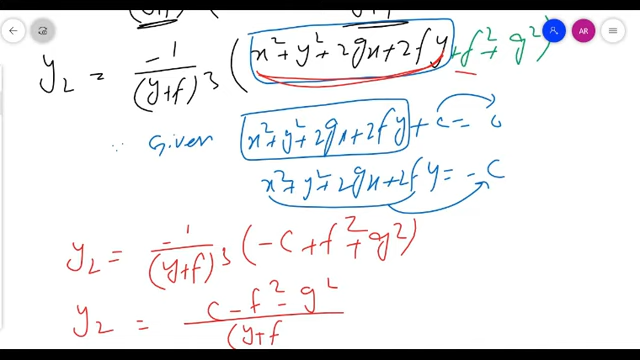 y₂ = -1/(y+f)³ (x²+y²+2gx+2fy+f²+g²)
∵ Given x²+y²+2gx+2fy+c=0
x²+y²+2gx+2fy=-c
y₂ = -1/(y+f)³ (-c+f²+g²)
y₂ = c-f²-g²/(y+f
AR